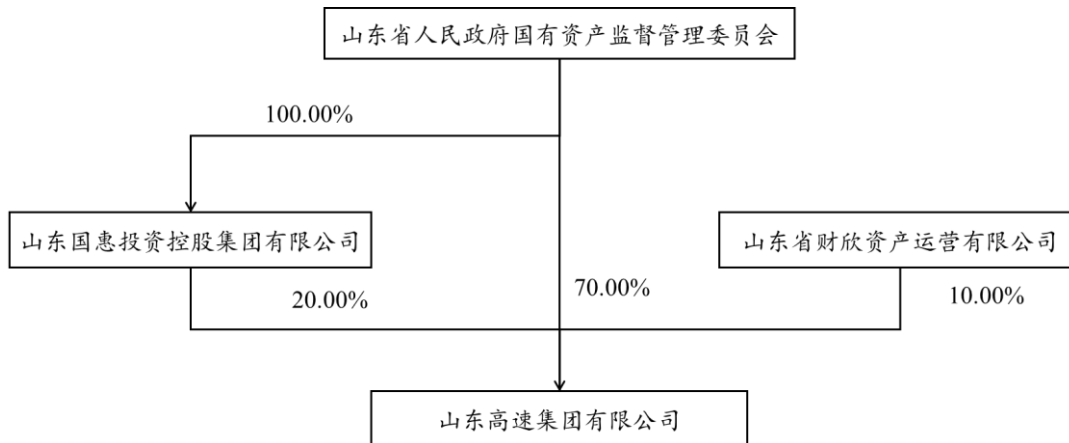 山东省人民政府国有资产监督管理委员会
100.00%
山东国惠投资控股集团有限公司
山东省财欣资产运营有限公司
20.00%
70.00%
10.00%
山东高速集团有限公司